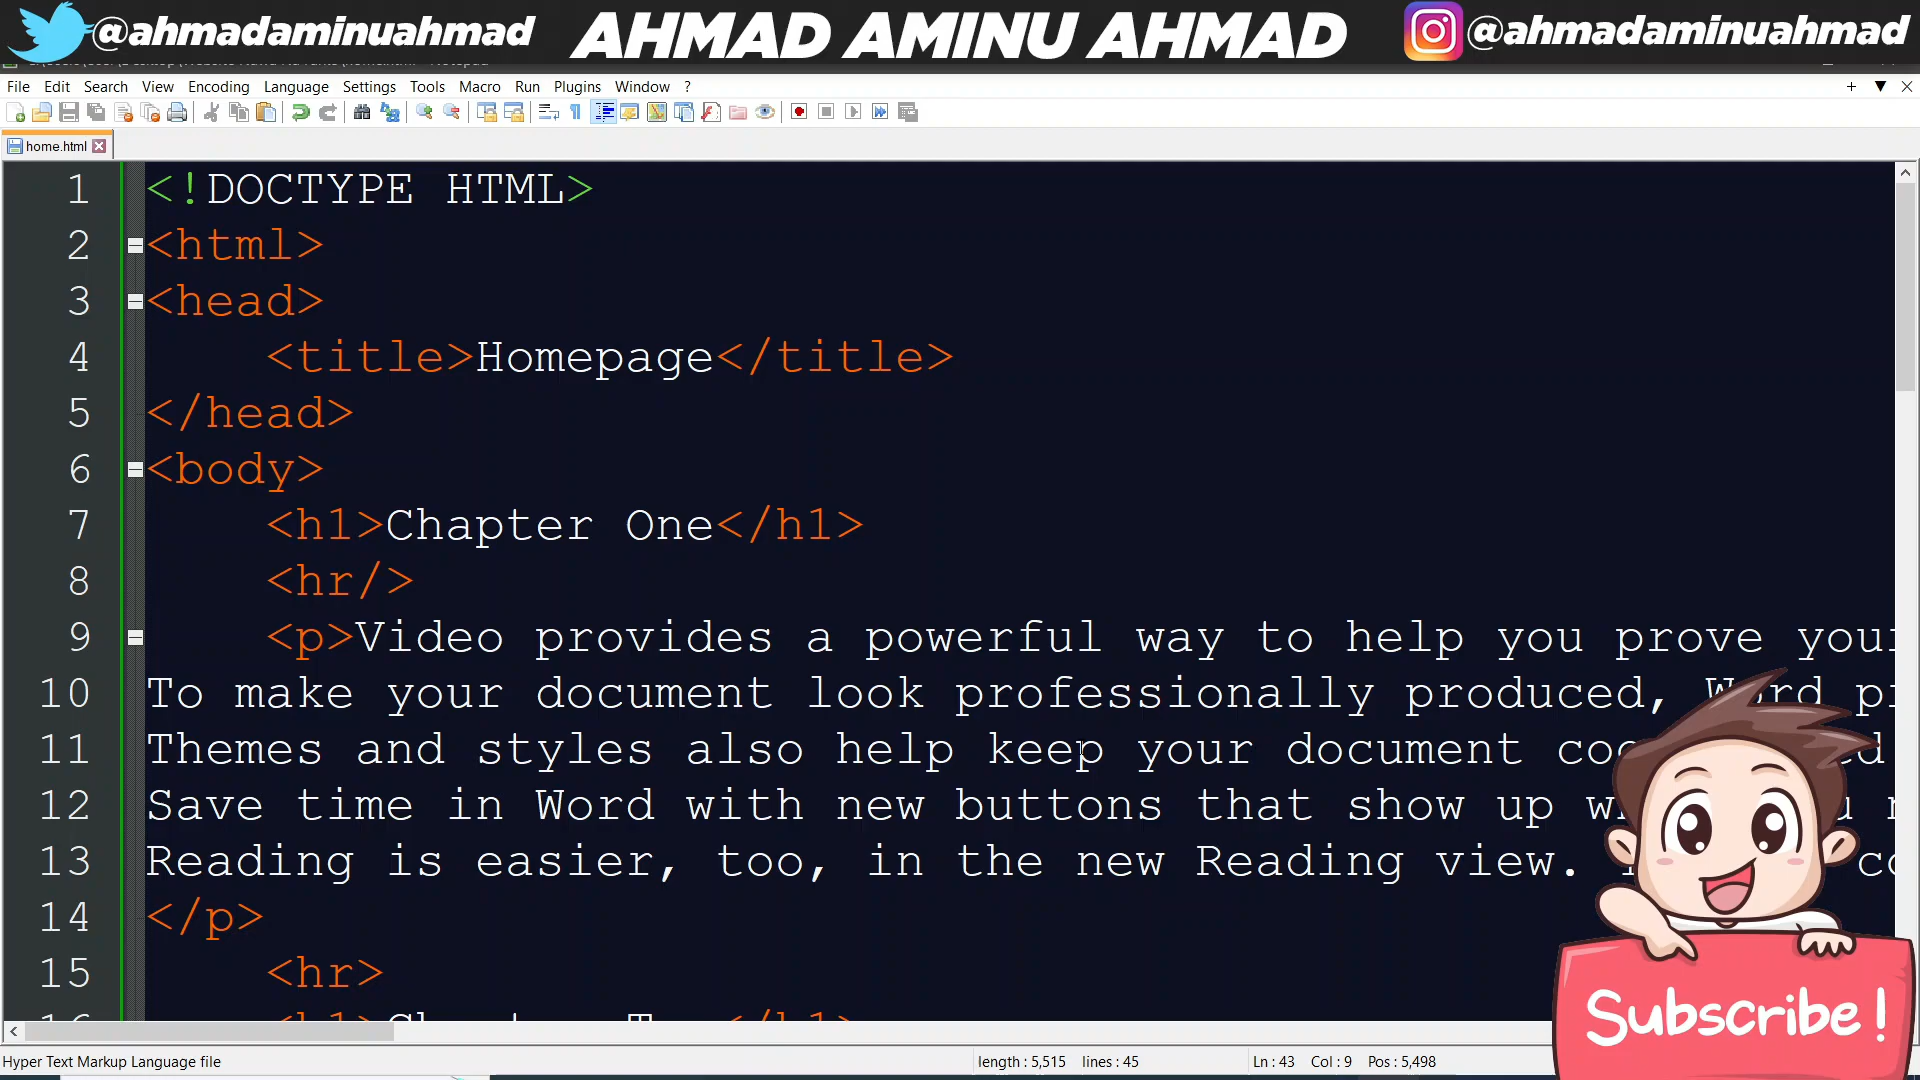 @ahmadaminuahmad AHMAD AMINU AHMAD @ahmadaminuahmad
File Edit Search View Encoding Language Settings Tools Macro Run Plugins Window ?
home.html
1 <!DOCTYPE HTML>
2 <html>
3 <head>
4 <title>Homepage</title>
5 </head>
6 <body>
7 <h1>Chapter One</h1>
8 <hr/>
9 <p>Video provides a powerful way to help you prove your
10 To make your document look professionally produced, Word
11 Themes and styles also help keep your document
12 Save time in Word with new buttons that show up
13 Reading is easier, too, in the new Reading view.
14 </p>
15 <hr>
Hyper Text Markup Language file length : 5,515 lines : 45 Ln : 43 Col : 9 Pos : 5,498
Subscribe !